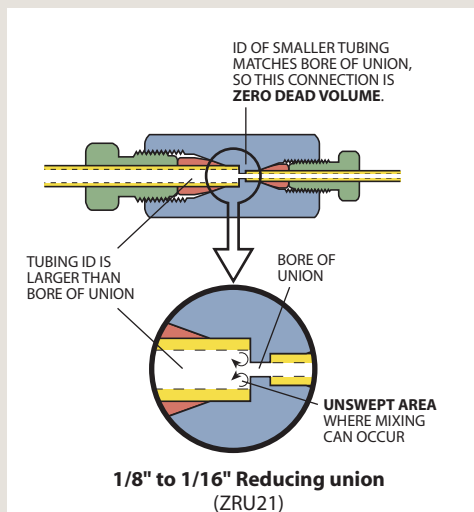 ID OF SMALLER TUBING
MATCHES BORE OF UNION,
SO THIS CONNECTION IS
ZERO DEAD VOLUME.
TUBING ID IS
LARGER THAN
BORE OF UNION
BORE OF
UNION
UNSWEPT AREA
WHERE MIXING
CAN OCCUR
1/8" to 1/16" Reducing union
(ZRU21)